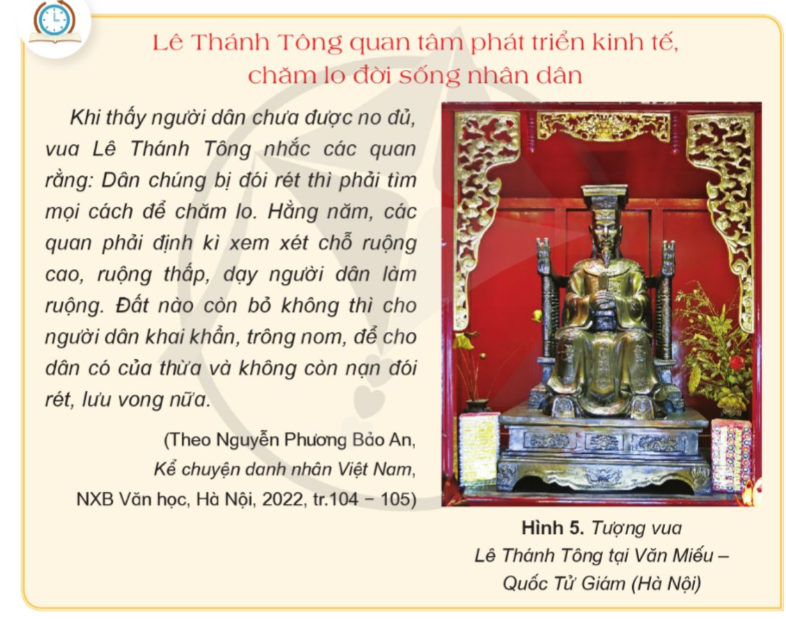 Lê Thánh Tông quan tâm phát triển kinh tế,
chăm lo đời sống nhân dân
Khi thấy người dân chưa được no đủ,
vua Lê Thánh Tông nhắc các quan
rằng: Dân chúng bị đói rét thì phải tìm
mọi cách để chăm lo. Hằng năm, các
quan phải định kì xem xét chỗ ruộng
cao, ruộng thấp, dạy người dân làm
ruộng. Đất nào còn bỏ không thì cho
người dân khai khẩn, trông nom, để cho
dân có của thừa và không còn nạn đói
rét, lưu vong nữa.
(Theo Nguyễn Phương Bảo An,
Kể chuyện danh nhân Việt Nam,
NXB Văn học, Hà Nội, 2022, tr.104 – 105)
Hình 5. Tượng vua
Lê Thánh Tông tại Văn Miếu –
Quốc Tử Giám (Hà Nội)